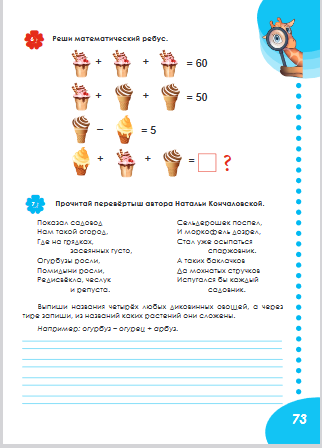 6. Реши математический ребус.
+ + = 60
+ + = 50
− = 5
+ + = ?
7. Прочитай перевёртыш автора Натальи Кончаловской.
Показал садовод
Нам такой огород,
Где на грядках,
засеянных густо,
Огурбузы росли,
Помидыни росли,
Редисвёкла, чеслук
и репуста.
Сельдерошек поспел,
И моркофель дозрел,
Стал уже осыпаться
спаржовник.
А таких баклачков
Да мохнатых стручков
Испугался бы каждый
садовник.
Выпиши названия четырёх любых диковинных овощей, а через
тире запиши, из названий каких растений они сложены.
Например: огурбуз – огурец + арбуз.
73